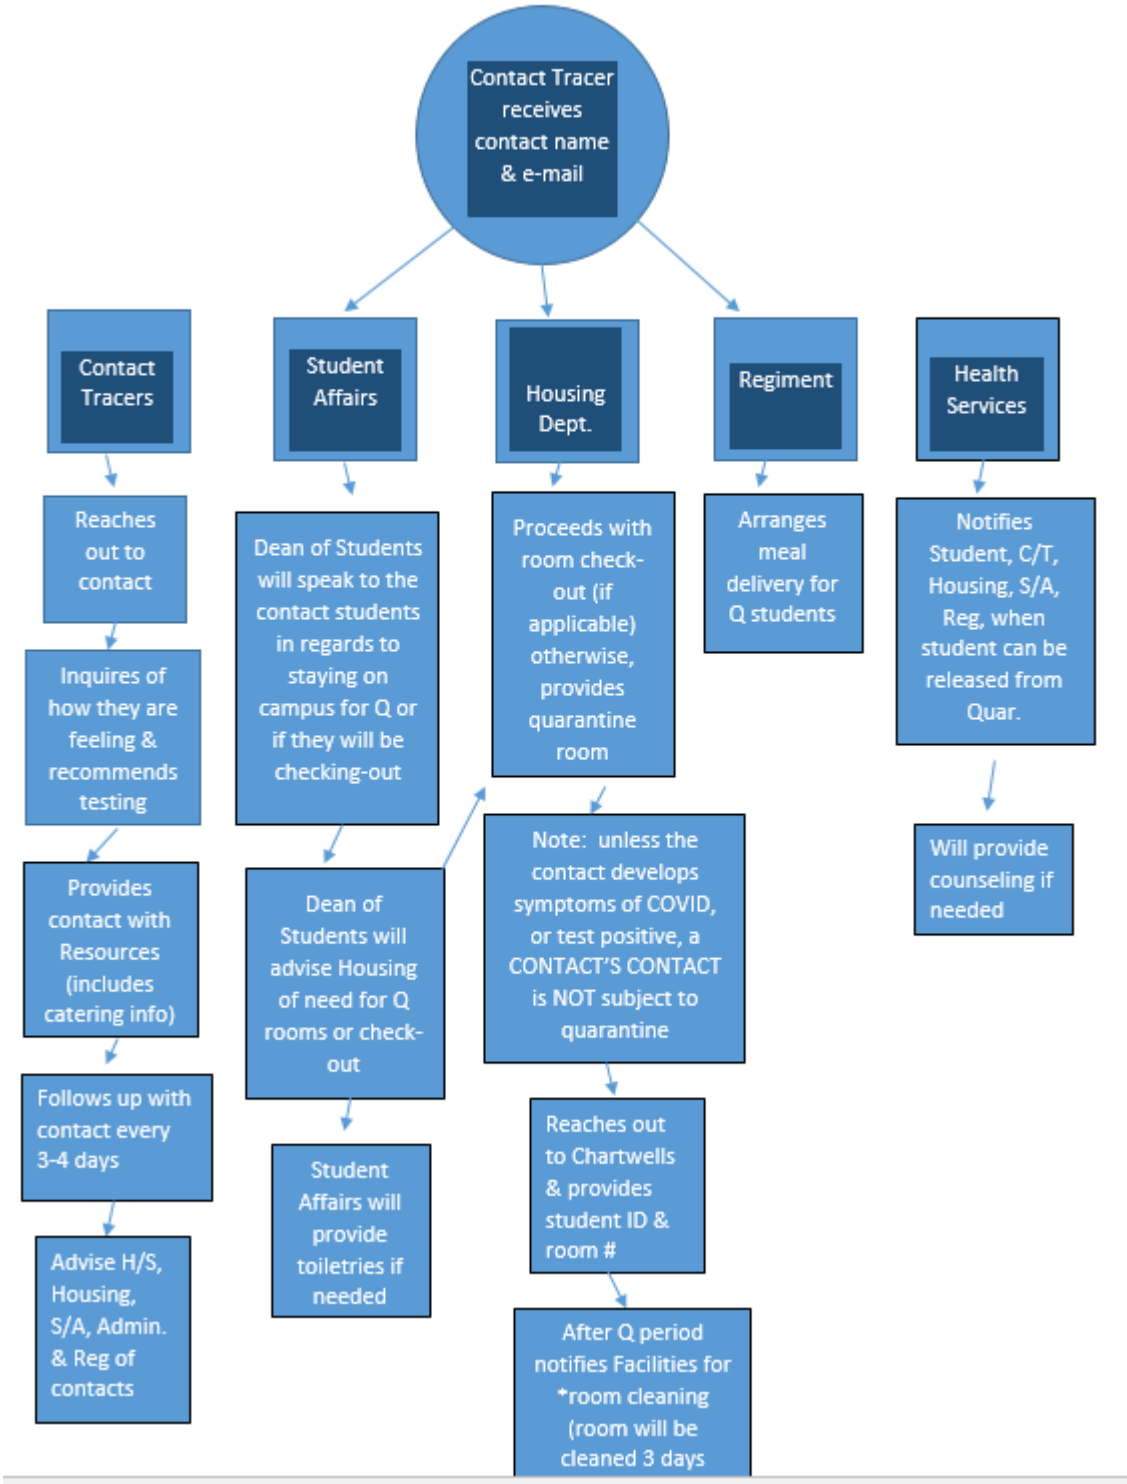 Contact Tracer
receives
contact name
& e-mail
Contact
Tracers
Student
Affairs
Housing
Dept.
Regiment
Health
Services
Reaches
out to
contact
Inquires of
how they are
feeling &
recommends
testing
Provides
contact with
Resources
(includes
catering info)
Follows up with
contact every
3-4 days
Advise H/S,
Housing,
S/A, Admin.
& Reg of
contacts
Dean of Students
will speak to the
contact students
in regards to
staying on
campus for Q or
if they will be
checking-out
Dean of
Students will
advise Housing
of need for Q
rooms or check-
out
Student
Affairs will
provide
toiletries if
needed
Proceeds with
room check-
out (if
applicable)
otherwise,
provides
quarantine
room
Note:  unless the
contact develops
symptoms of COVID,
or test positive, a
CONTACT'S CONTACT
is NOT subject to
quarantine
Reaches out
to Chartwells
& provides
student ID &
room #
After Q period
notifies Facilities for
*room cleaning
(room will be
cleaned 3 days
Arranges
meal
delivery for
Q students
Notifies
Student, C/T,
Housing, S/A,
Reg, when
student can be
released from
Quar.
Will provide
counseling if
needed